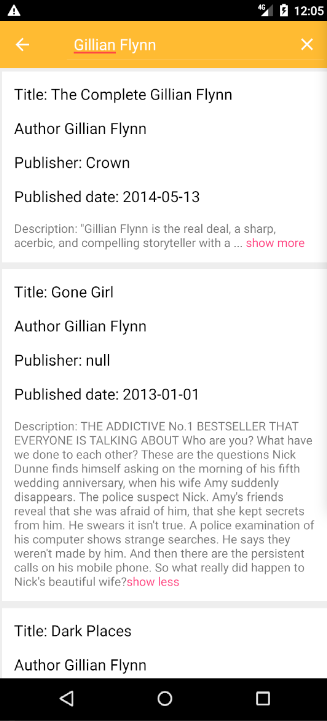 4G 12:05
Gillian Flynn
Title: The Complete Gillian Flynn
Author Gillian Flynn
Publisher: Crown
Published date: 2014-05-13
Description: "Gillian Flynn is the real deal, a sharp,
acerbic, and compelling storyteller with a ... show more
Title: Gone Girl
Author Gillian Flynn
Publisher: null
Published date: 2013-01-01
Description: THE ADDICTIVE No.1 BESTSELLER THAT
EVERYONE IS TALKING ABOUT Who are you? What have
we done to each other? These are the questions Nick
Dunne finds himself asking on the morning of his fifth
wedding anniversary, when his wife Amy suddenly
disappears. The police suspect Nick. Amy's friends
reveal that she was afraid of him, that she kept secrets
from him. He swears it isn't true. A police examination of
his computer shows strange searches. He says they
weren't made by him. And then there are the persistent
calls on his mobile phone. So what really did happen to
Nick's beautiful wife?show less
Title: Dark Places
Author Gillian Flynn